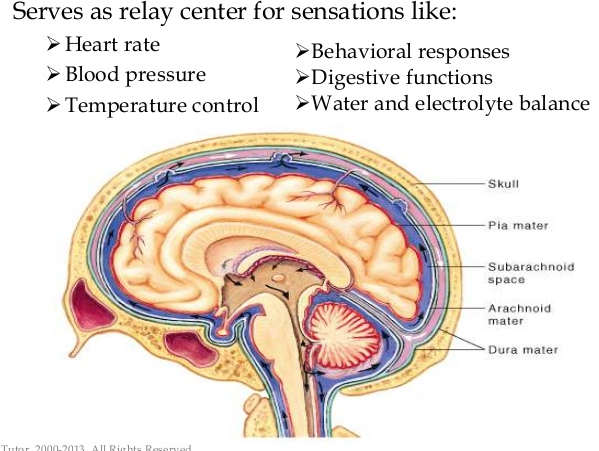 Serves as relay center for sensations like:
➢Heart rate
➢Blood pressure
➢Temperature control
➢Behavioral responses
➢Digestive functions
➢Water and electrolyte balance
Skull
Pia mater
Subarachnoid
space
Arachnoid
mater
Dura mater
Tutor 2000-2013 All Rights Reserved